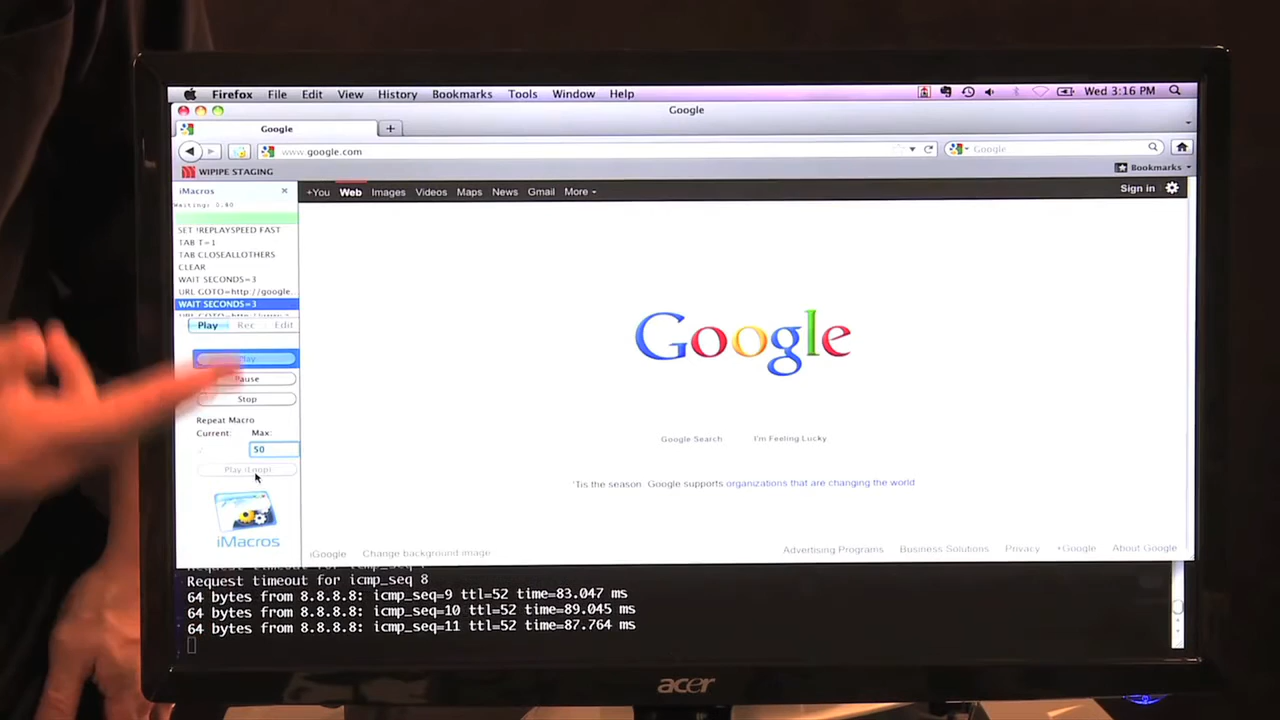 Firefox File Edit View History Bookmarks Tools Window Help Wed 3:16 PM
Google
Google +
www.google.com Google
WIPIPE STAGING Bookmarks
iMacros
+You Web Images Videos Maps News Gmail More Sign in
Waiting: 0.80
SET !REPLAYSPEED FAST
TAB T=1
TAB CLOSEALLOTHERS
CLEAR
WAIT SECONDS=3
URL GOTO=http://google.
WAIT SECONDS=3
Play Rec Edit
Play
Pause
Stop
Repeat Macro
Current: Max:
50
Play (Loop)
iMacros
Google
Google Search I'm Feeling Lucky
'Tis the season. Google supports organizations that are changing the world
iGoogle Change background image Advertising Programs Business Solutions Privacy +Google About Google
Request timeout for icmp_seq 8
64 bytes from 8.8.8.8: icmp_seq=9 ttl=52 time=83.047 ms
64 bytes from 8.8.8.8: icmp_seq=10 ttl=52 time=89.045 ms
64 bytes from 8.8.8.8: icmp_seq=11 ttl=52 time=87.764 ms
acer